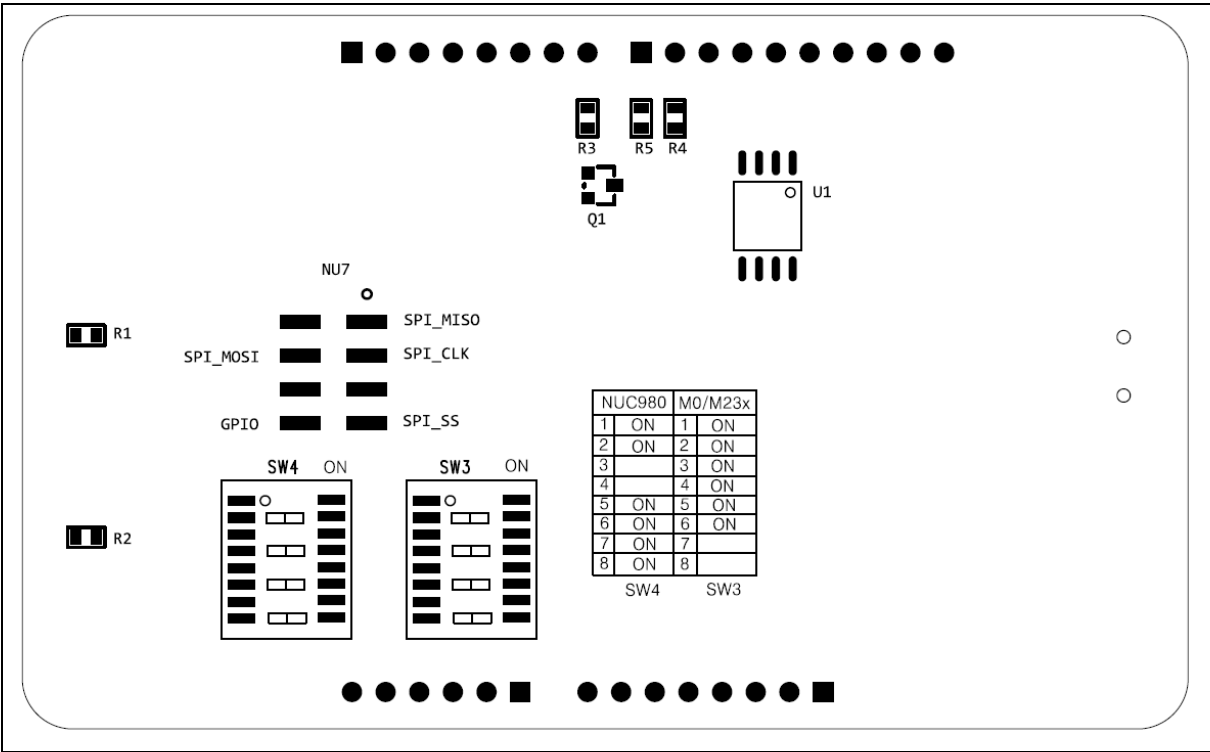 R3 R5 R4
U1
Q1
NU7
SPI_MISO
R1
SPI_MOSI SPI_CLK
GPIO SPI_SS
NUC980 M0/M23x
1 ON 1 ON
2 ON 2 ON
3 3 ON
4 4 ON
5 ON 5 ON
6 ON 6 ON
7 ON 7
8 ON 8
SW4 SW3
SW4 ON SW3 ON
R2